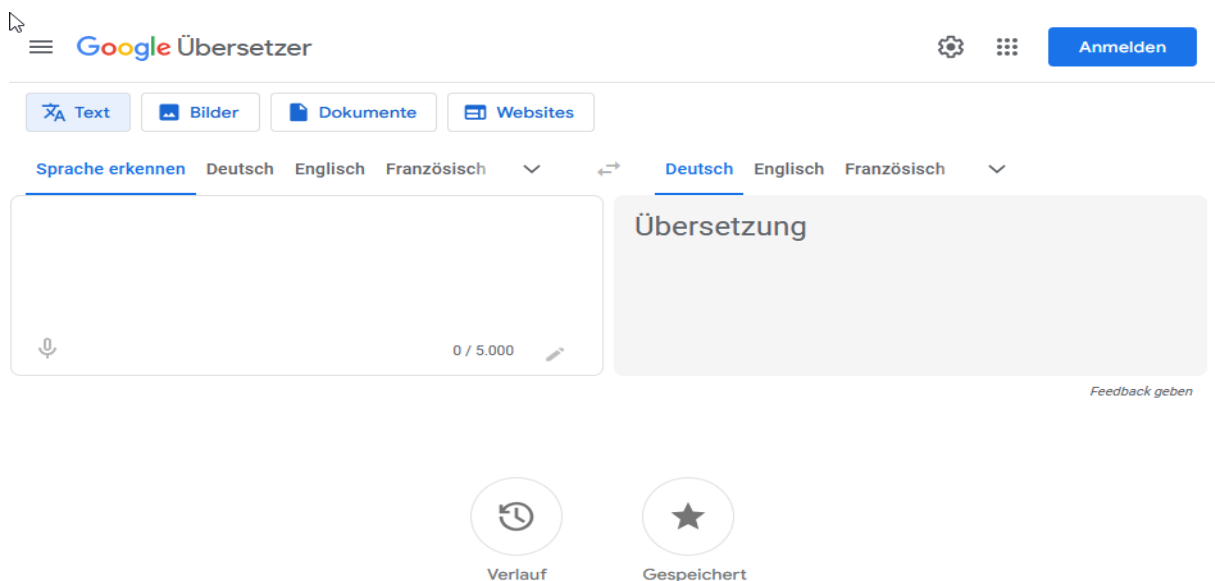 Google Übersetzer
Anmelden
Text Bilder Dokumente Websites
Sprache erkennen Deutsch Englisch Französisch Deutsch Englisch Französisch
Übersetzung
0 / 5.000
Feedback geben
Verlauf Gespeichert